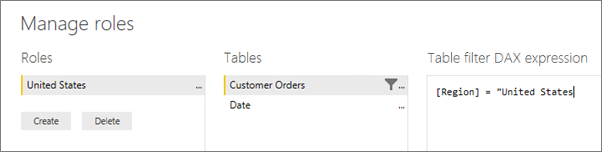 Manage roles
Roles
Tables
Table filter DAX expression
United States ...
Customer Orders ...
[Region] = "United States
Date ...
Create
Delete